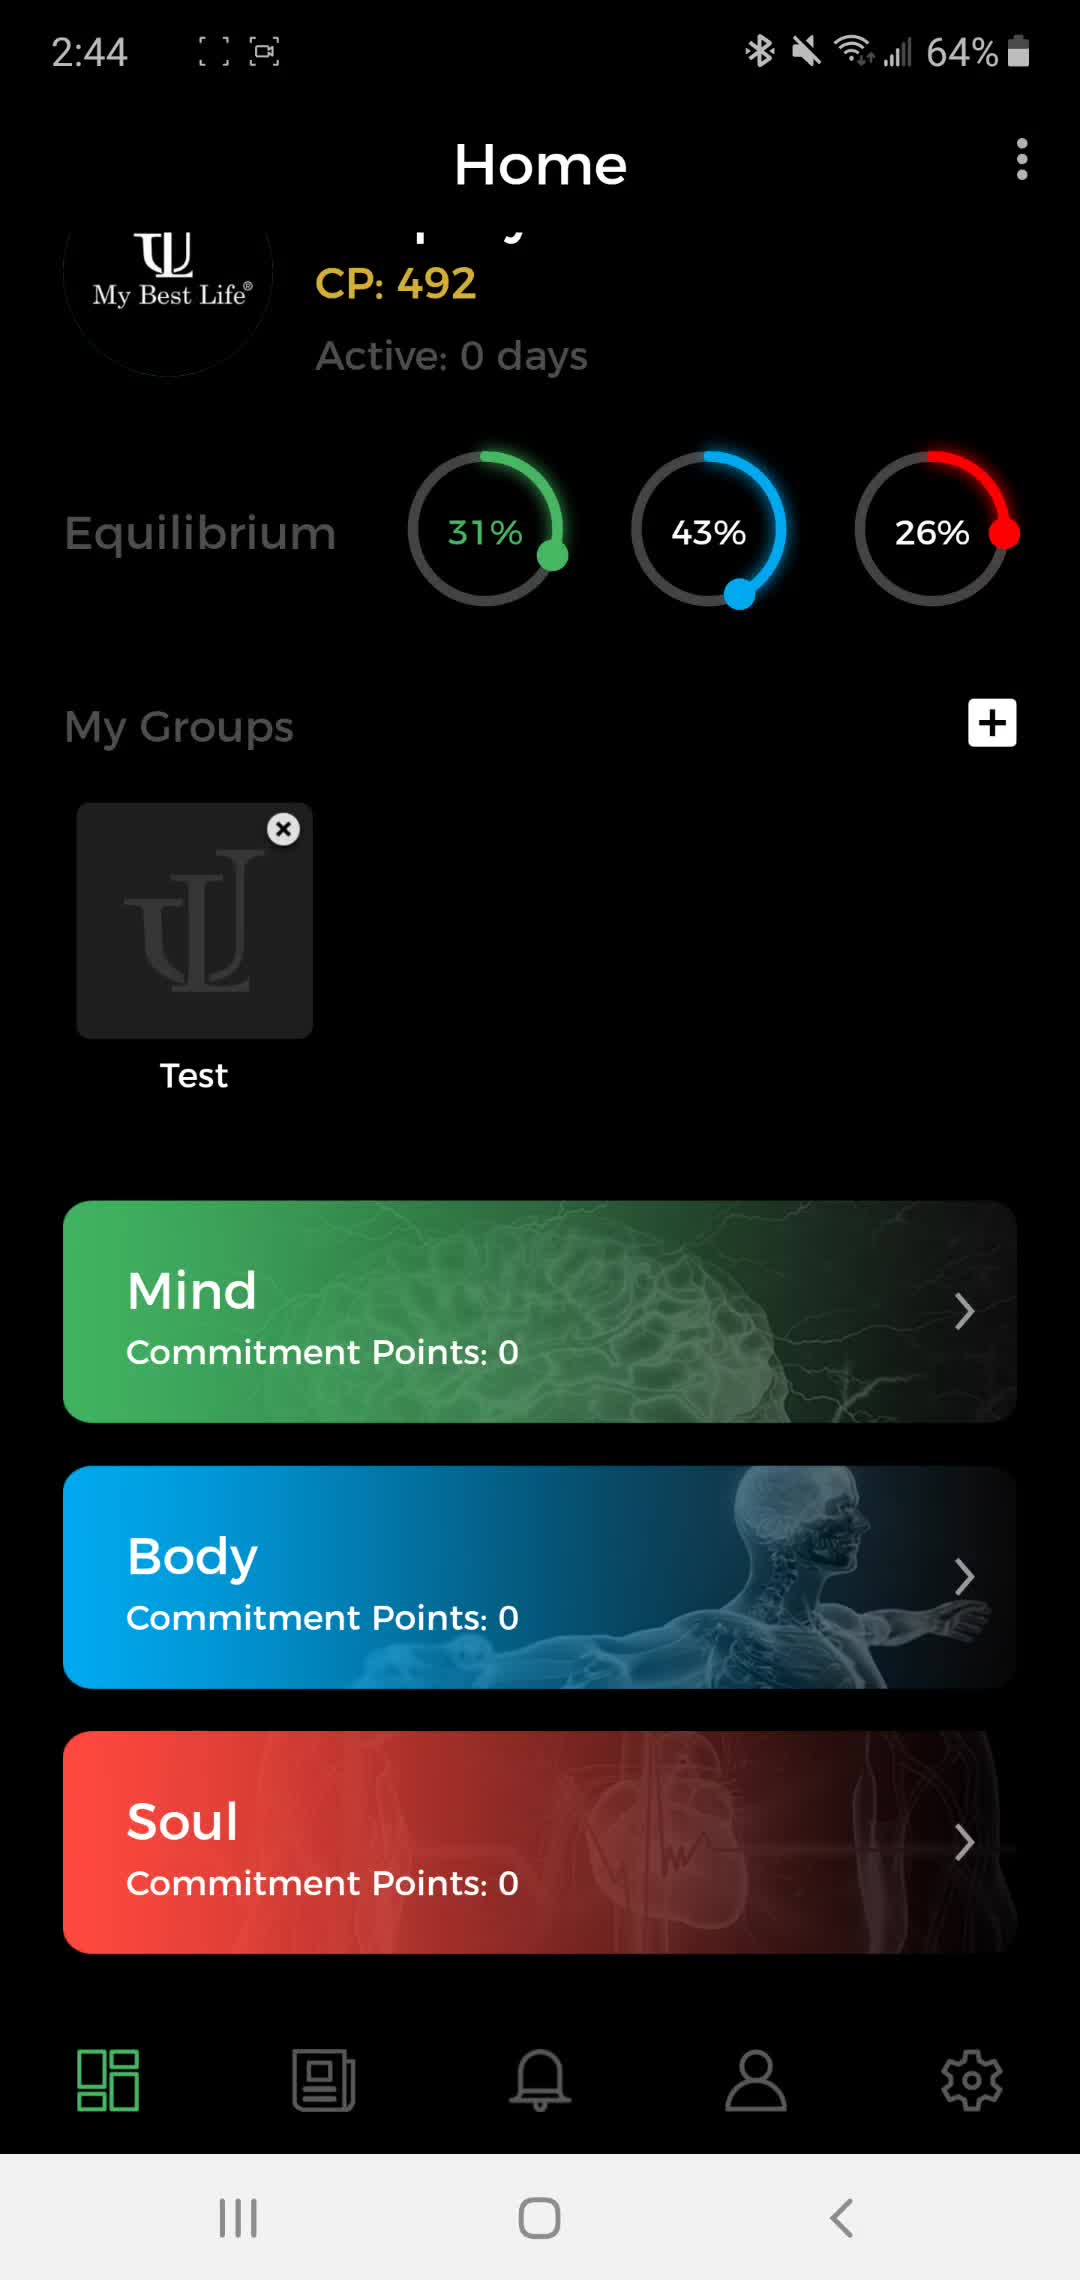 2:44
64%
Home
My Best Life®
CP: 492
Active: 0 days
Equilibrium
31%
43%
26%
My Groups
Test
Mind
Commitment Points: 0
Body
Commitment Points: 0
Soul
Commitment Points: 0